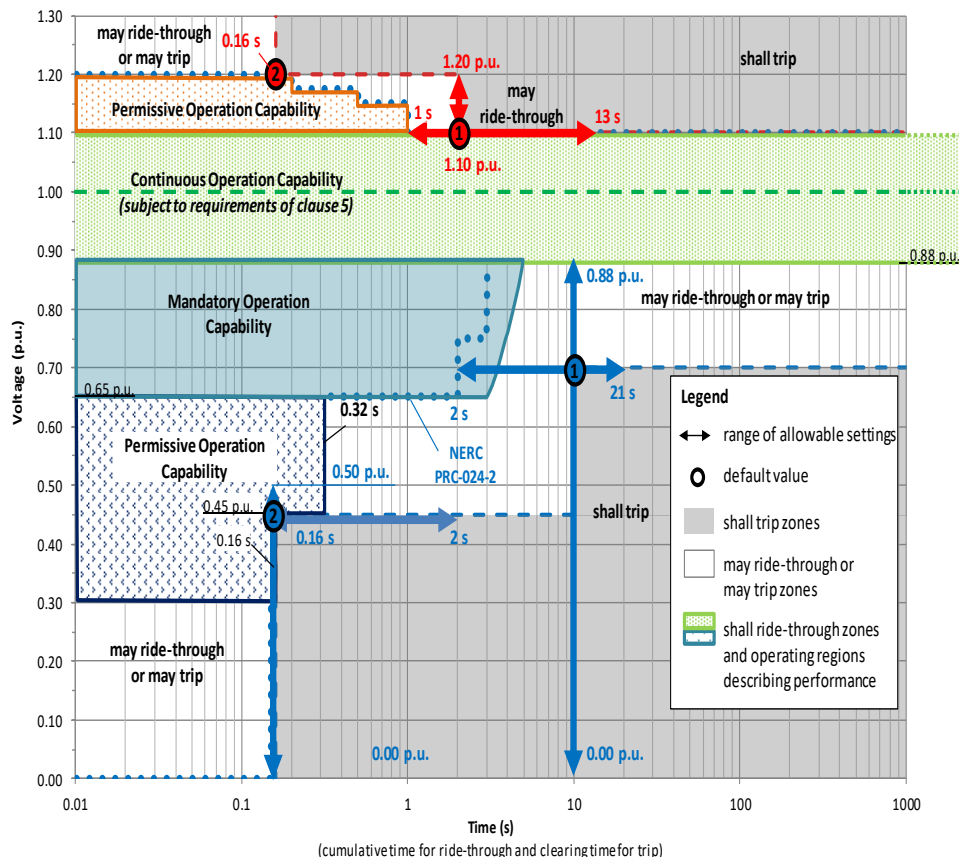 1.30
1.20
1.10
1.00
0.90
0.80
0.70
0.60
0.50
0.40
0.30
0.20
0.10
0.00
Voltage (p.u.)
may ride-through
or may trip
0.16 s
2
1.20 p.u.
shall trip
Permissive Operation Capability
may
ride-through
1 s
1
13 s
1.10 p.u.
Continuous Operation Capability
(subject to requirements of clause 5)
0.88 p.u.
0.88 p.u.
Mandatory Operation
Capability
may ride-through or may trip
1
0.65 p.u.
0.32 s
2 s
21 s
NERC
PRC-024-2
Permissive Operation
Capability
0.50 p.u.
0.45 p.u.
2
0.16 s
0.16 s
2 s
shall trip
may ride-through
or may trip
0.00 p.u.
0.00 p.u.
Legend
range of allowable settings
default value
shall trip zones
may ride-through or
may trip zones
shall ride-through zones
and operating regions
describing performance
0.01
0.1
1
10
100
1000
Time (s)
(cumulative time for ride-through and clearing time for trip)